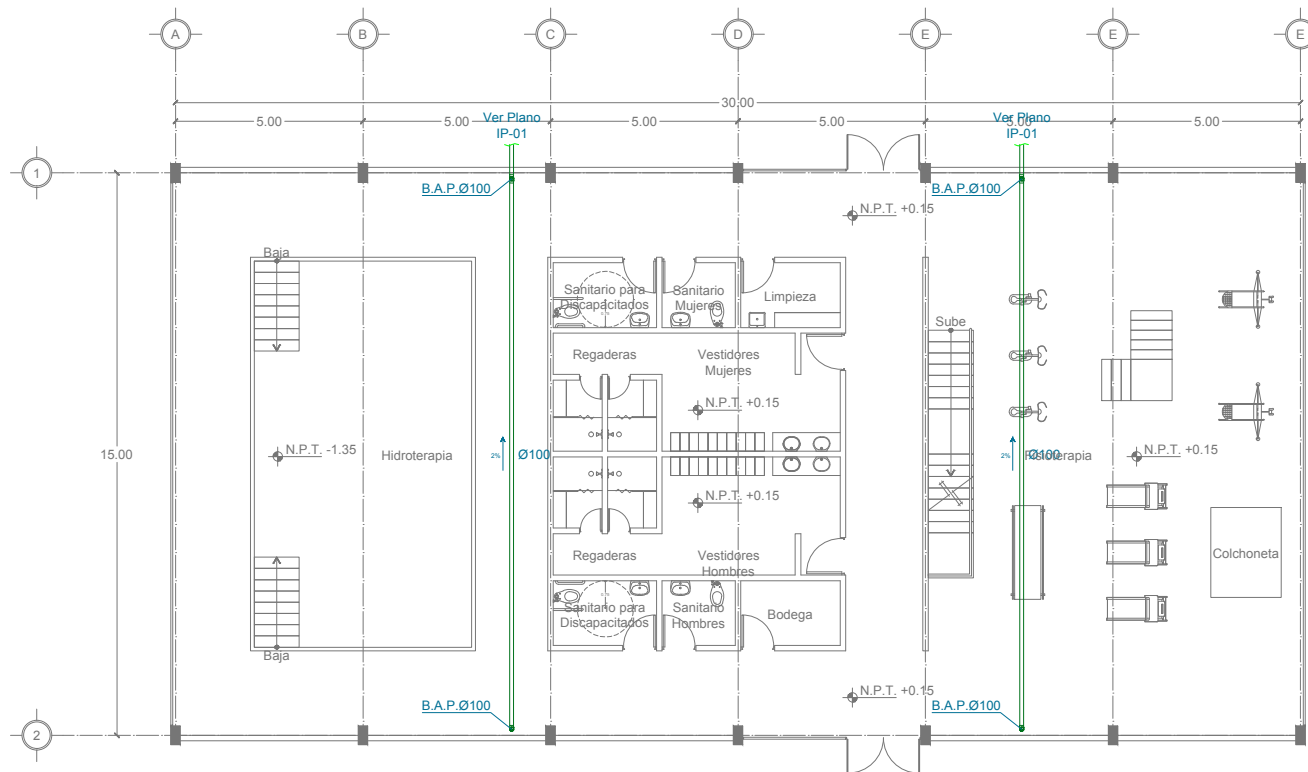 A
B
C
D
E
E
E
30.00
5.00
5.00
5.00
5.00
5.00
5.00
Ver Plano
IP-01
Ver Plano
IP-01
1
B.A.P.Ø100
B.A.P.Ø100
N.P.T. +0.15
Baja
Sanitario para
Discapacitados
Sanitario
Mujeres
Limpieza
Sube
Regaderas
Vestidores
Mujeres
N.P.T. +0.15
15.00
N.P.T. -1.35
Hidroterapia
2%
Ø100
2%
Ø100
Fisioterapia
N.P.T. +0.15
N.P.T. +0.15
Regaderas
Vestidores
Hombres
Colchoneta
Sanitario para
Discapacitados
Sanitario
Hombres
Bodega
Baja
N.P.T. +0.15
B.A.P.Ø100
B.A.P.Ø100
2